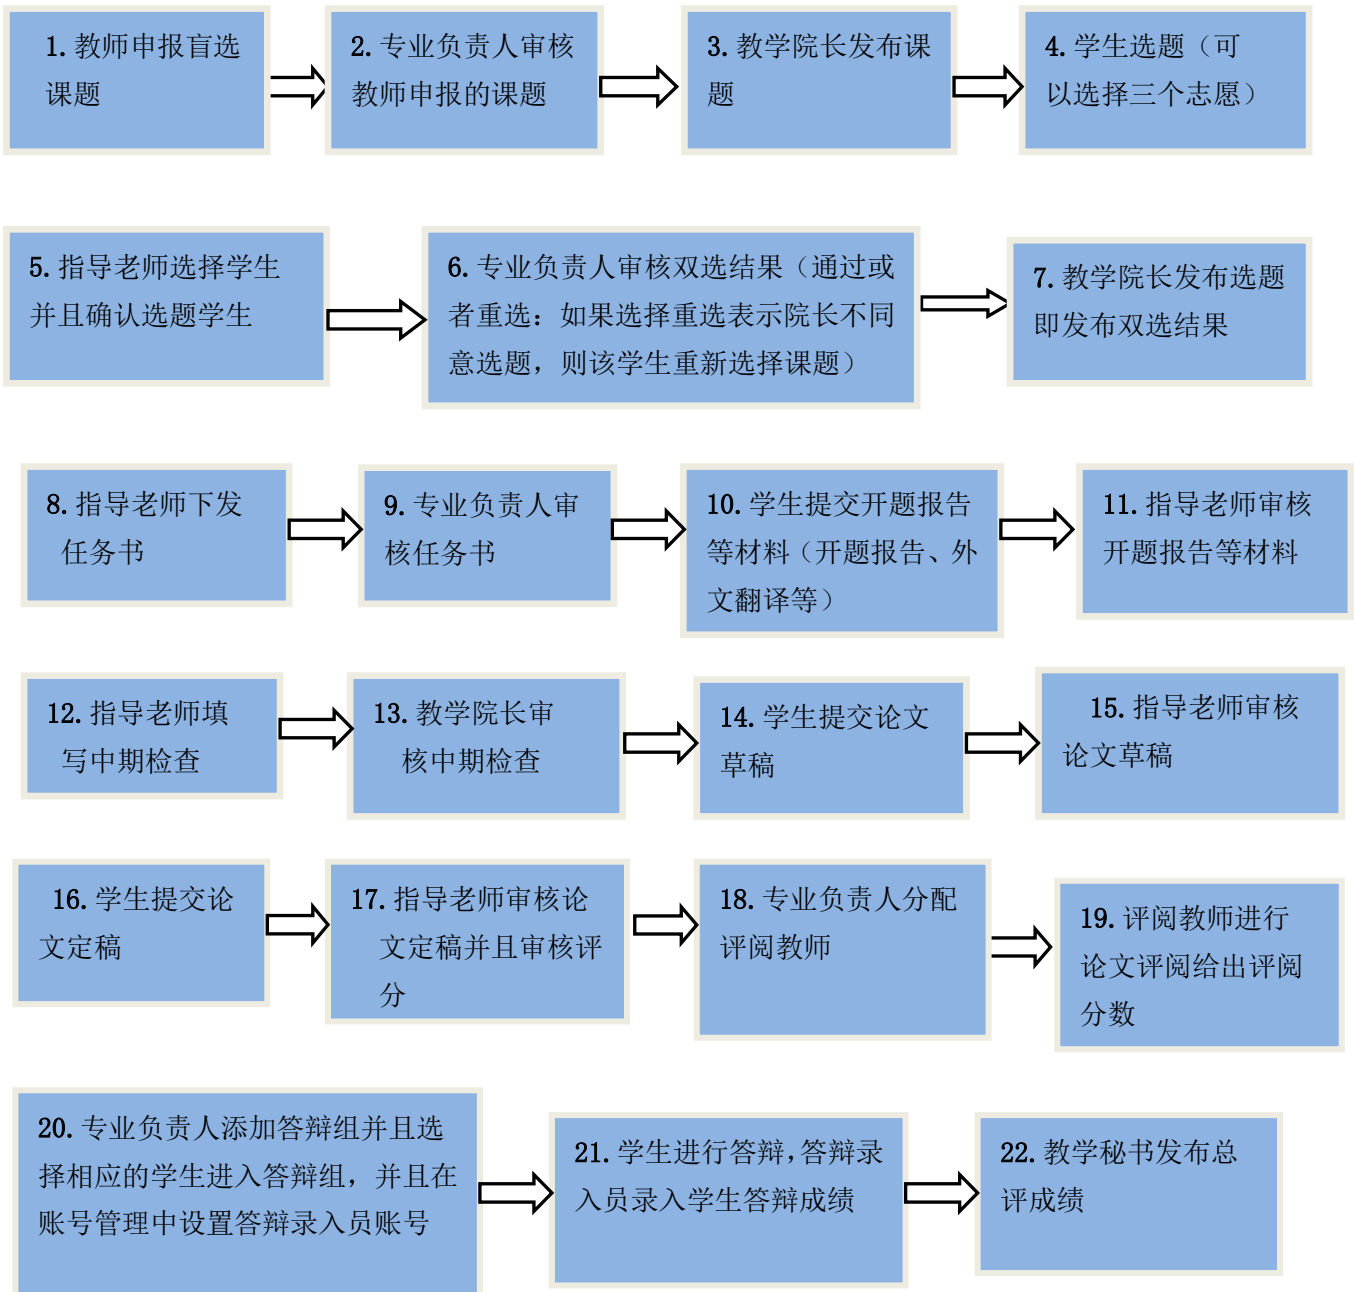 1.教师申报盲选
课题
2.专业负责人审核
教师申报的课题
3.教学院长发布课
题
4.学生选题（可
以选择三个志愿）
5.指导老师选择学生
并且确认选题学生
6.专业负责人审核双选结果（通过或
者重选：如果选择重选表示院长不同
意选题，则该学生重新选择课题）
7.教学院长发布选题
即发布双选结果
8.指导老师下发
任务书
9.专业负责人审
核任务书
10.学生提交开题报告
等材料（开题报告、外
文翻译等）
11.指导老师审核
开题报告等材料
12.指导老师填
写中期检查
13.教学院长审
核中期检查
14.学生提交论文
草稿
15.指导老师审核
论文草稿
16.学生提交论
文定稿
17.指导老师审核论
文定稿并且审核评
分
18.专业负责人分配
评阅教师
19.评阅教师进行
论文评阅给出评阅
分数
20.专业负责人添加答辩组并且选
择相应的学生进入答辩组，并且在
账号管理中设置答辩录入员账号
21.学生进行答辩,答辩录
入员录入学生答辩成绩
22.教学秘书发布总
评成绩